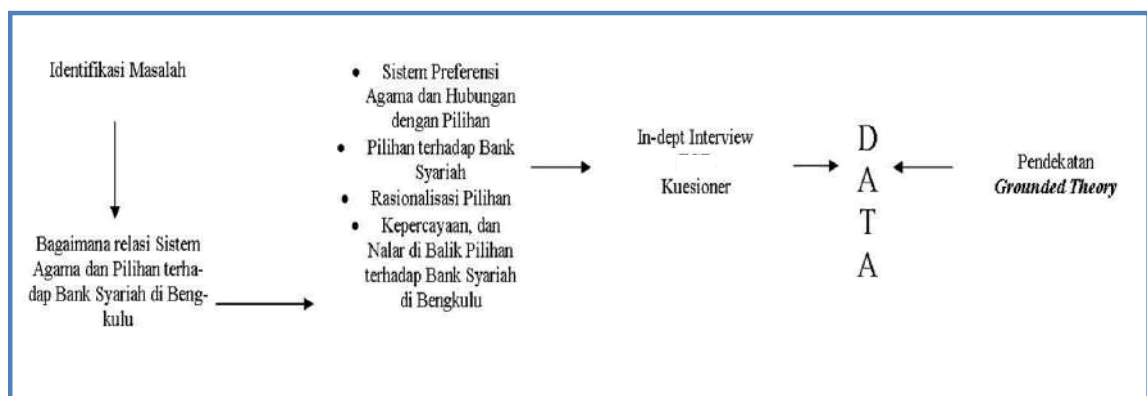 Identifikasi Masalah
Bagaimana relasi Sistem
Agama dan Pilihan terha-
dap Bank Syariah di Beng-
kulu
• Sistem Preferensi
Agama dan Hubungan
dengan Pilihan
• Pilihan terhadap Bank
Syariah
• Rasionalisasi Pilihan
• Kepercayaan, dan
Nalar di Balik Pilihan
terhadap Bank Syariah
di Bengkulu
In-dept Interview
Kuesioner
D
A
T
A
Pendekatan
Grounded Theory